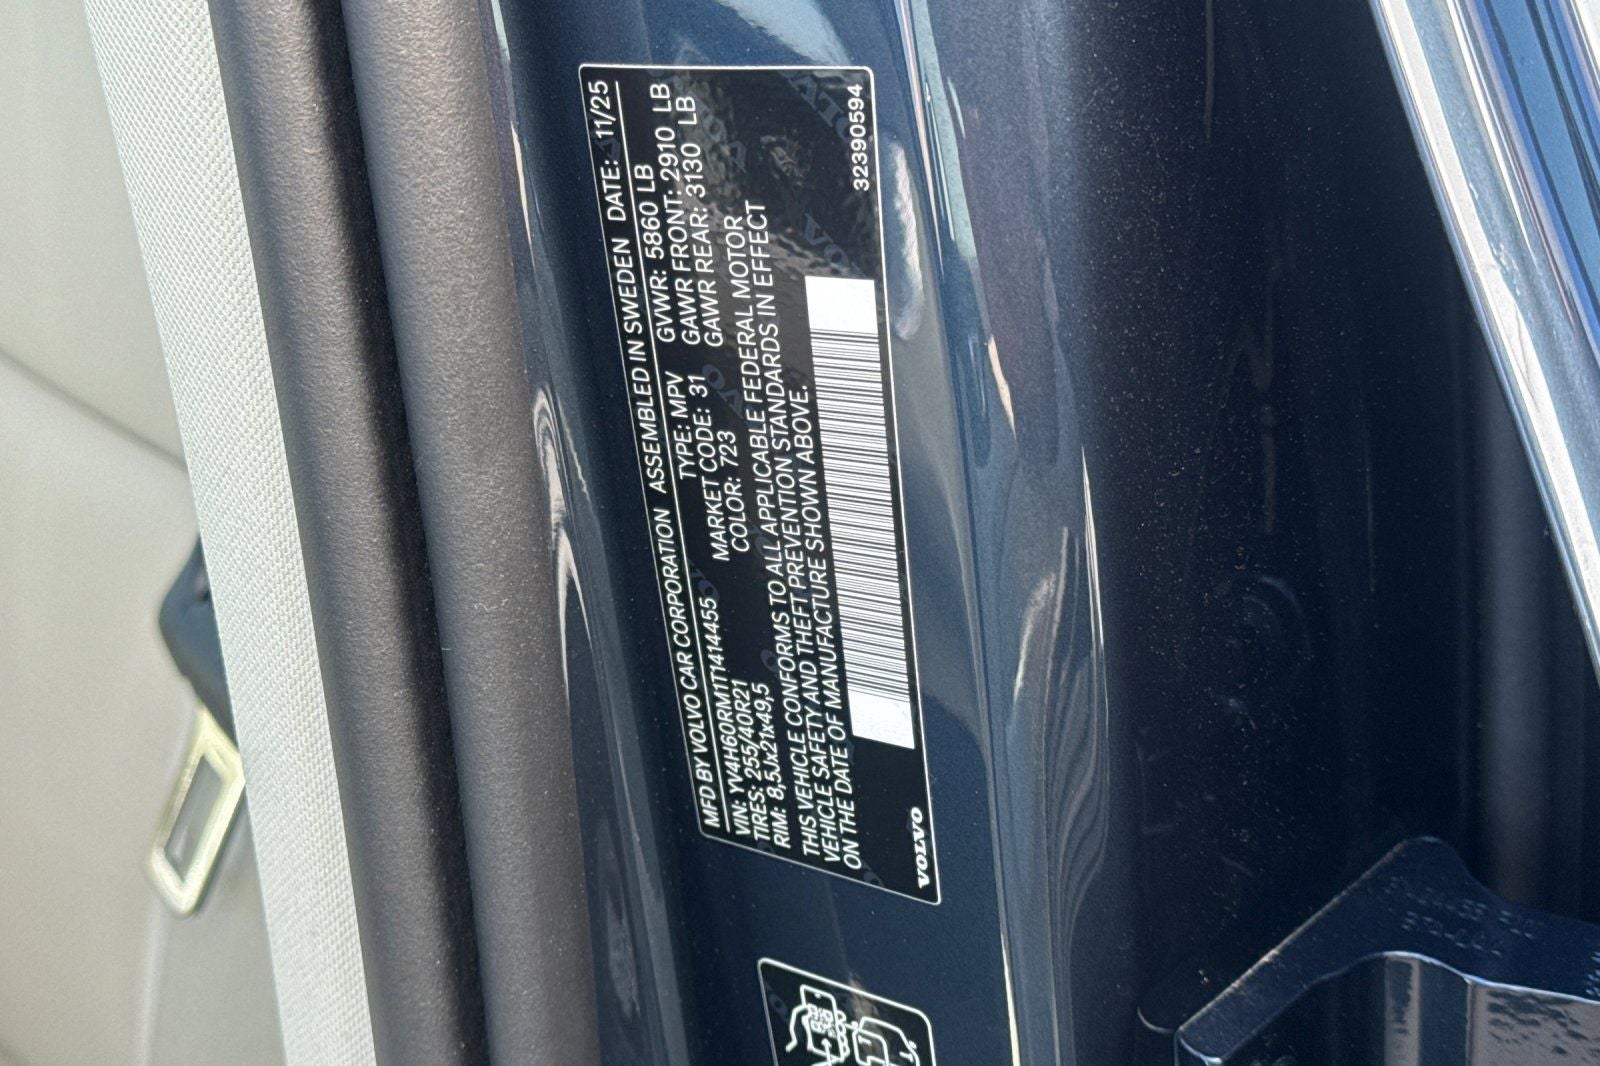 MFD BY VOLVO CAR CORPORATION ASSEMBLED IN SWEDEN DATE: 11/25
VIN: YV4H60RM1T1414455 TYPE: MPV GVWR: 5860 LB
TIRES: 255/40R21 MARKET CODE: 31 GAWR FRONT: 2910 LB
RIM: 8,5Jx21x49,5 COLOR: 723 GAWR REAR: 3130 LB
THIS VEHICLE CONFORMS TO ALL APPLICABLE FEDERAL MOTOR
VEHICLE SAFETY AND THEFT PREVENTION STANDARDS IN EFFECT
ON THE DATE OF MANUFACTURE SHOWN ABOVE.
VOLVO 32390594